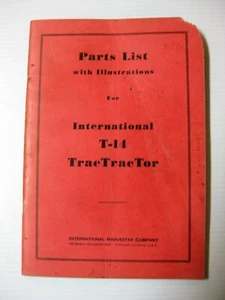 Parts List
with Illustrations
For
International
T-14
TracTracTor
INTERNATIONAL HARVESTER COMPANY